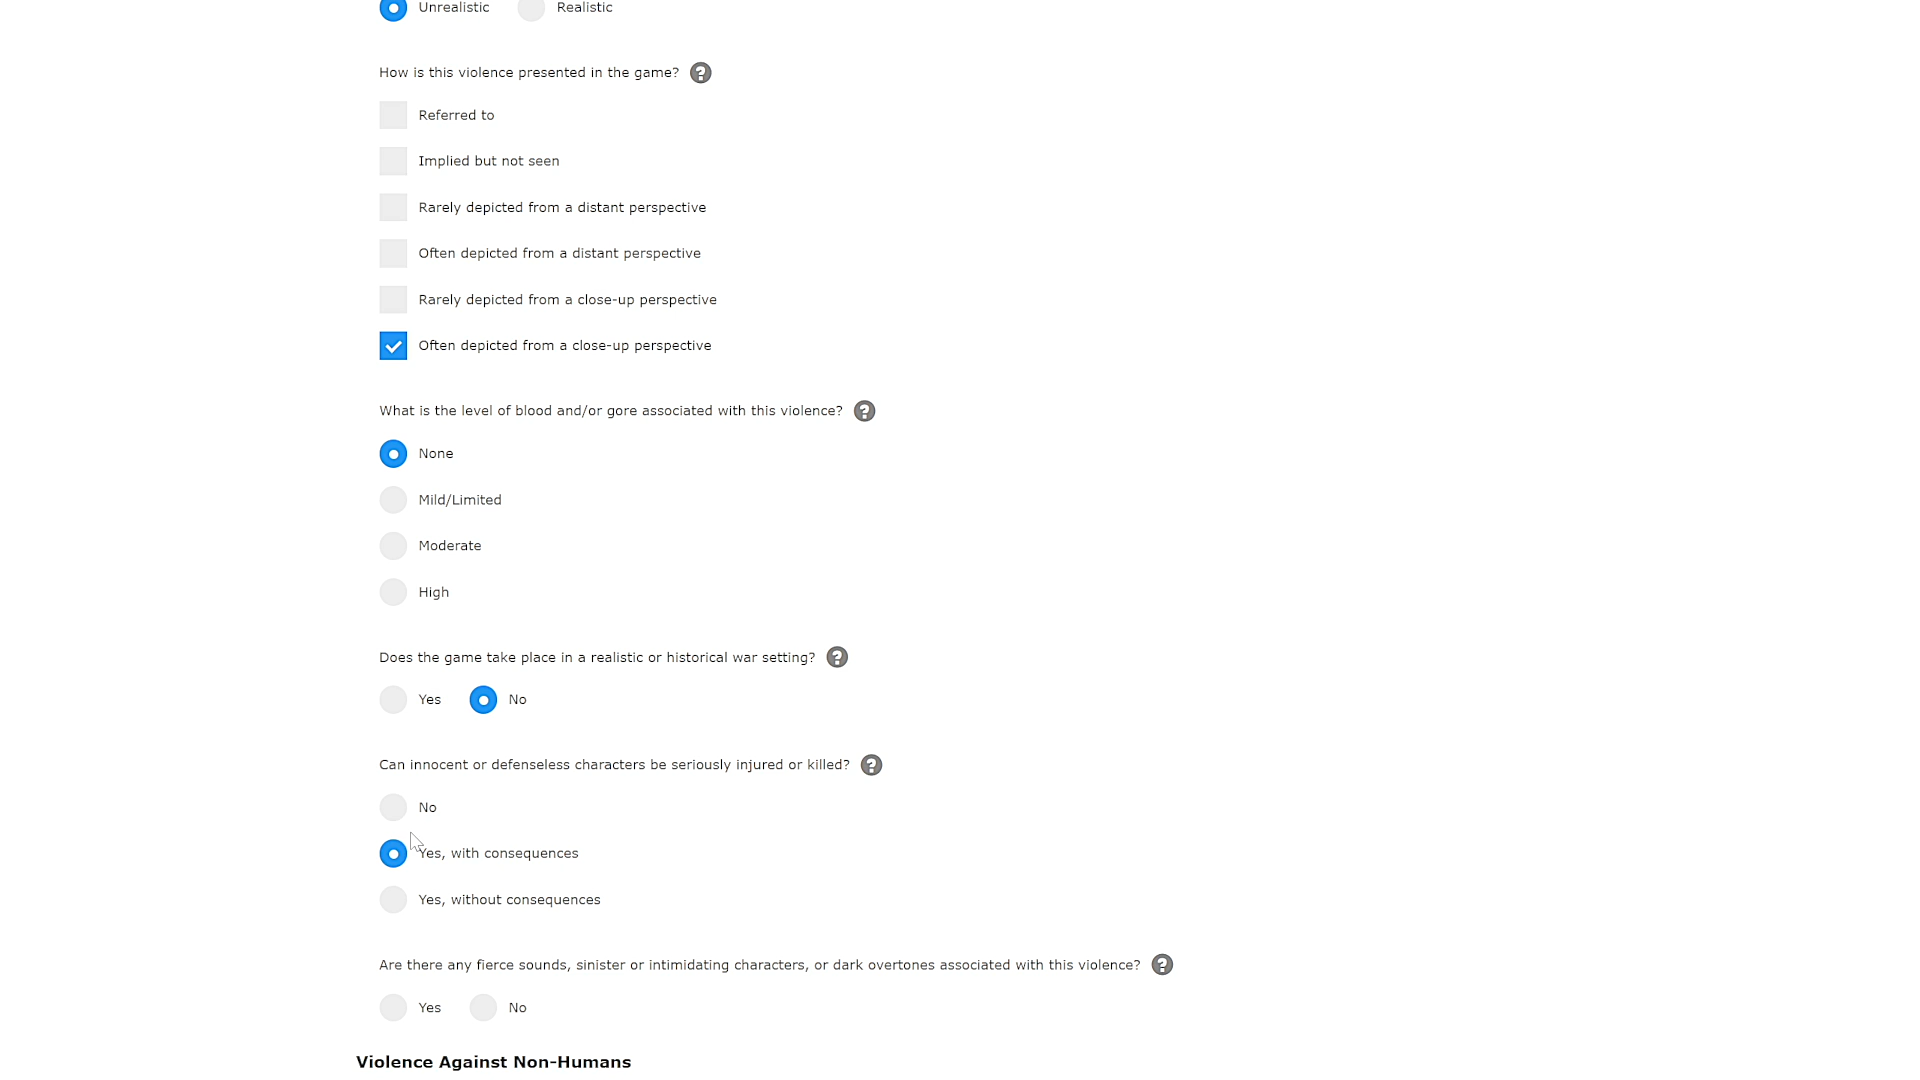 Unrealistic Realistic
How is this violence presented in the game? ?
Referred to
Implied but not seen
Rarely depicted from a distant perspective
Often depicted from a distant perspective
Rarely depicted from a close-up perspective
Often depicted from a close-up perspective
What is the level of blood and/or gore associated with this violence? ?
None
Mild/Limited
Moderate
High
Does the game take place in a realistic or historical war setting? ?
Yes No
Can innocent or defenseless characters be seriously injured or killed? ?
No
Yes, with consequences
Yes, without consequences
Are there any fierce sounds, sinister or intimidating characters, or dark overtones associated with this violence? ?
Yes No
Violence Against Non-Humans